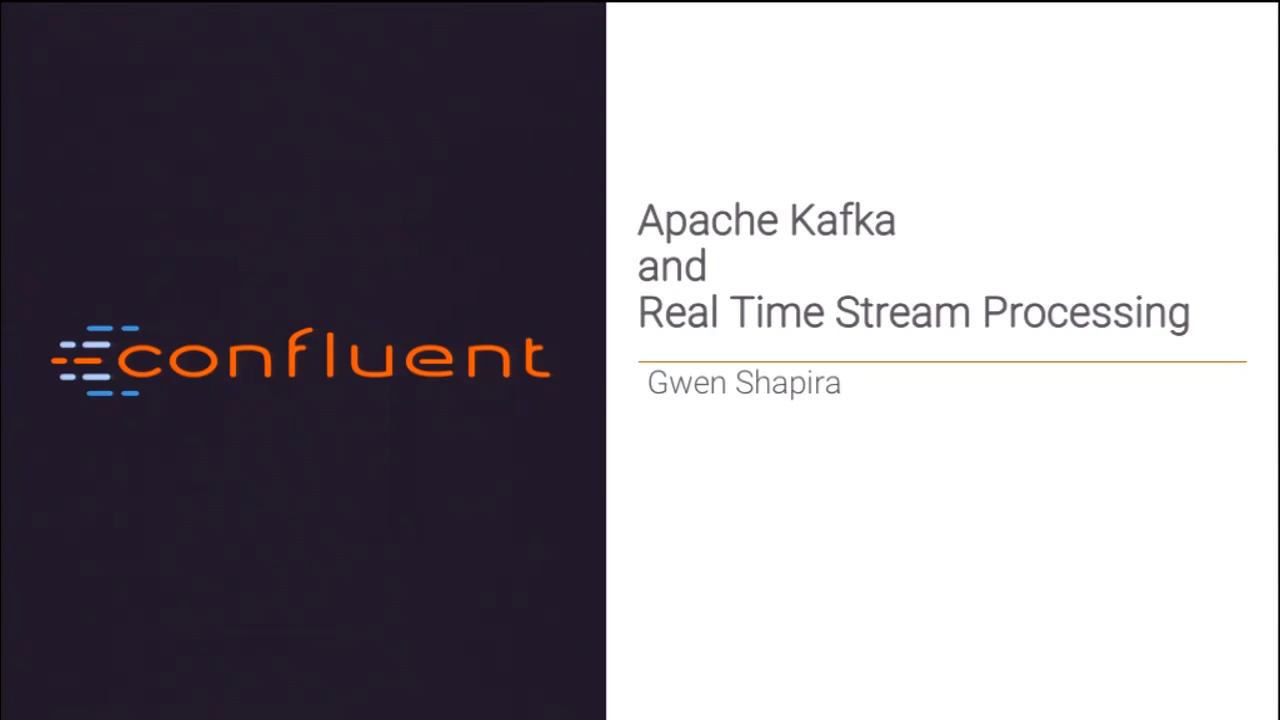 confluent
Apache Kafka
and
Real Time Stream Processing
Gwen Shapira